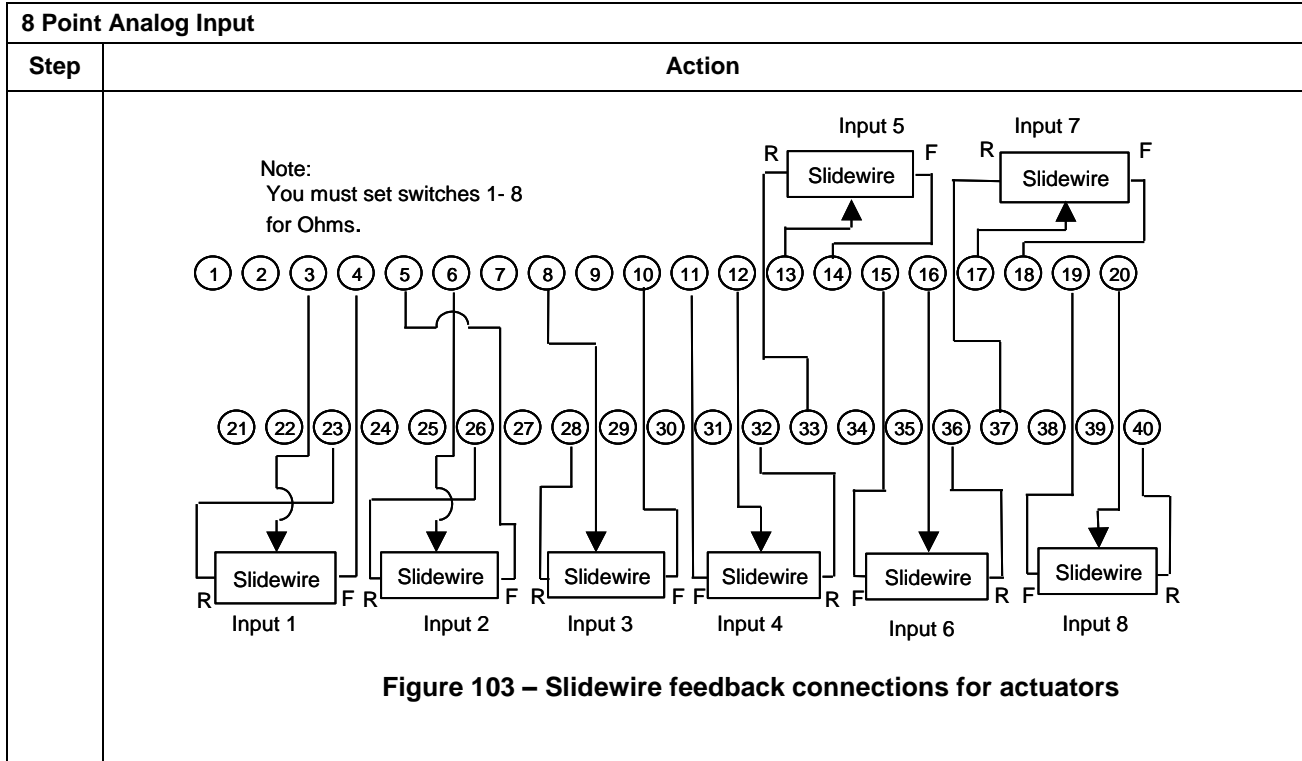 8 Point Analog Input
Step Action
Input 5 Input 7
R F R F
Slidewire Slidewire
Note:
You must set switches 1- 8
for Ohms.
1 2 3 4 5 6 7 8 9 10 11 12 13 14 15 16 17 18 19 20
21 22 23 24 25 26 27 28 29 30 31 32 33 34 35 36 37 38 39 40
Slidewire Slidewire Slidewire Slidewire Slidewire Slidewire
R F R F R F F R F R F R
Input 1 Input 2 Input 3 Input 4 Input 6 Input 8
Figure 103 – Slidewire feedback connections for actuators